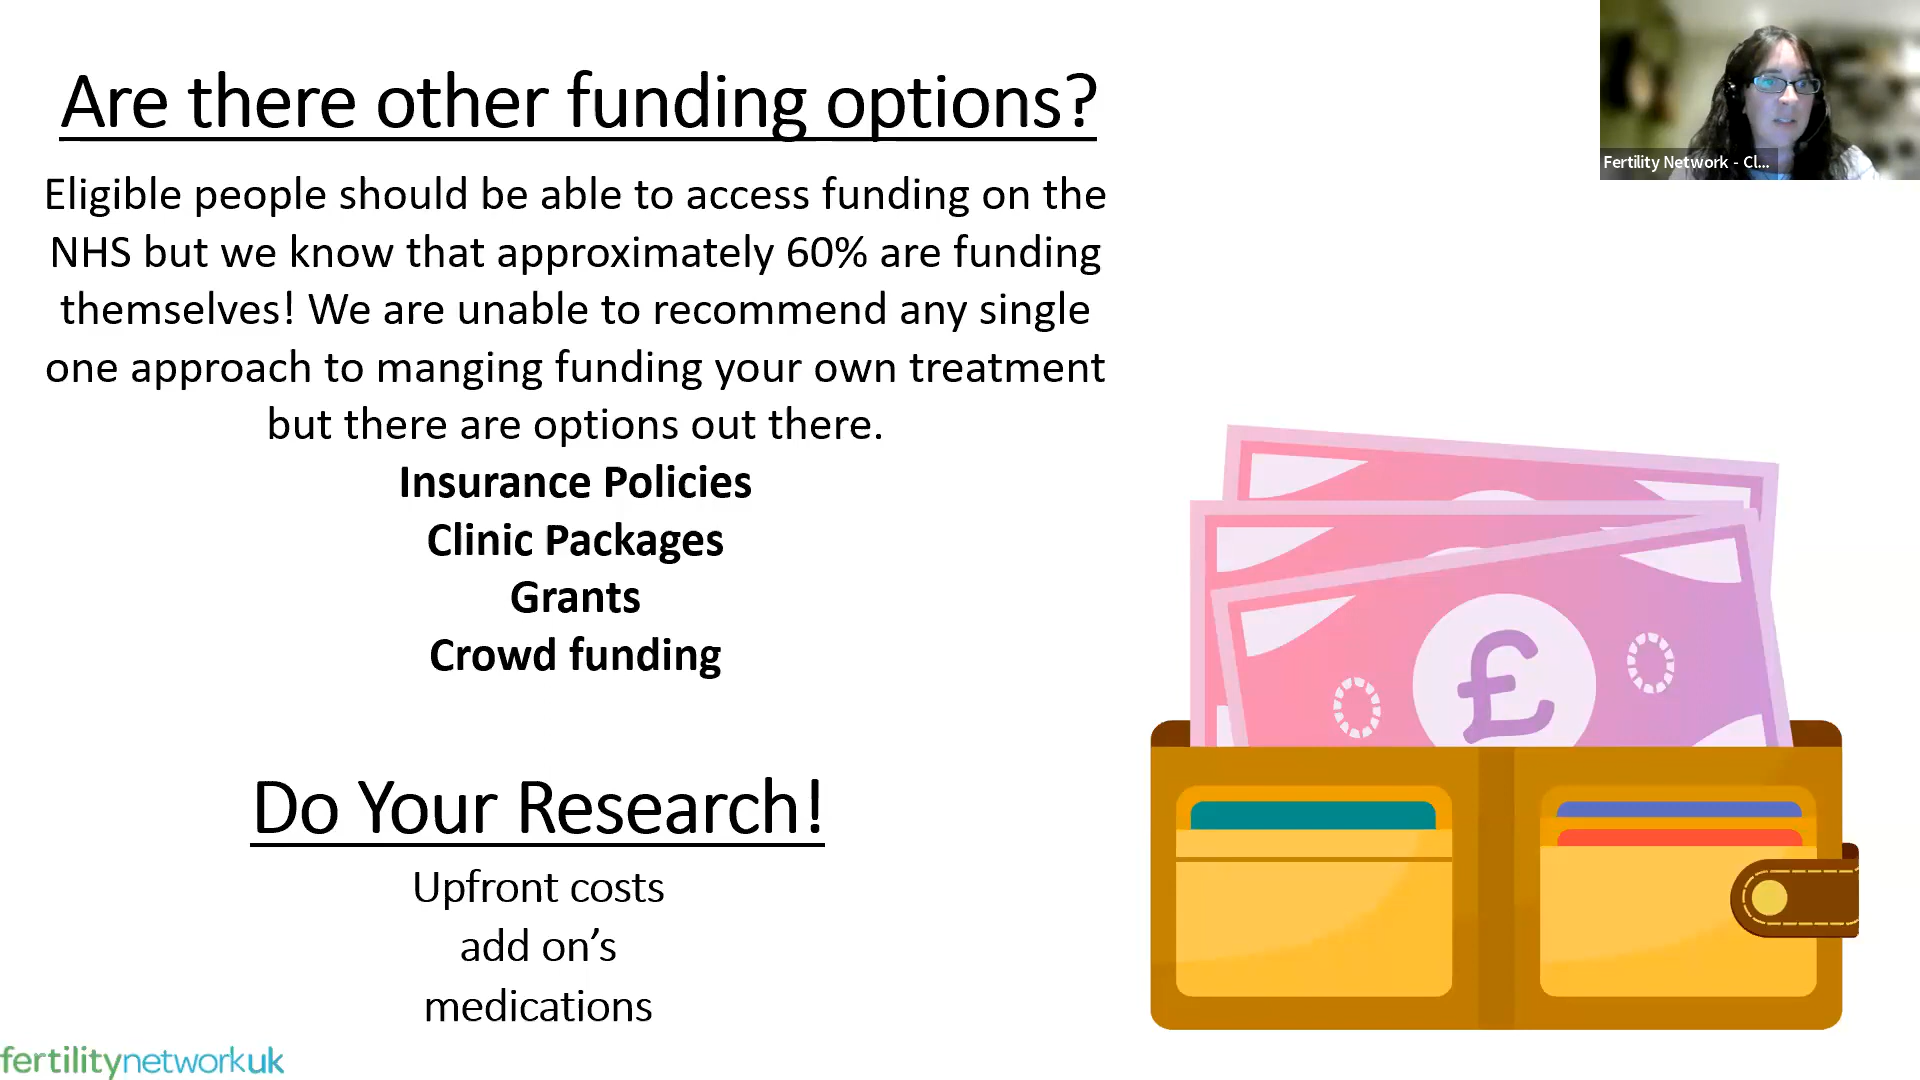 Are there other funding options?
Eligible people should be able to access funding on the
NHS but we know that approximately 60% are funding
themselves! We are unable to recommend any single
one approach to manging funding your own treatment
but there are options out there.
Insurance Policies
Clinic Packages
Grants
Crowd funding
Do Your Research!
Upfront costs
add on’s
medications
fertilitynetworkuk
Fertility Network - Cl...
£